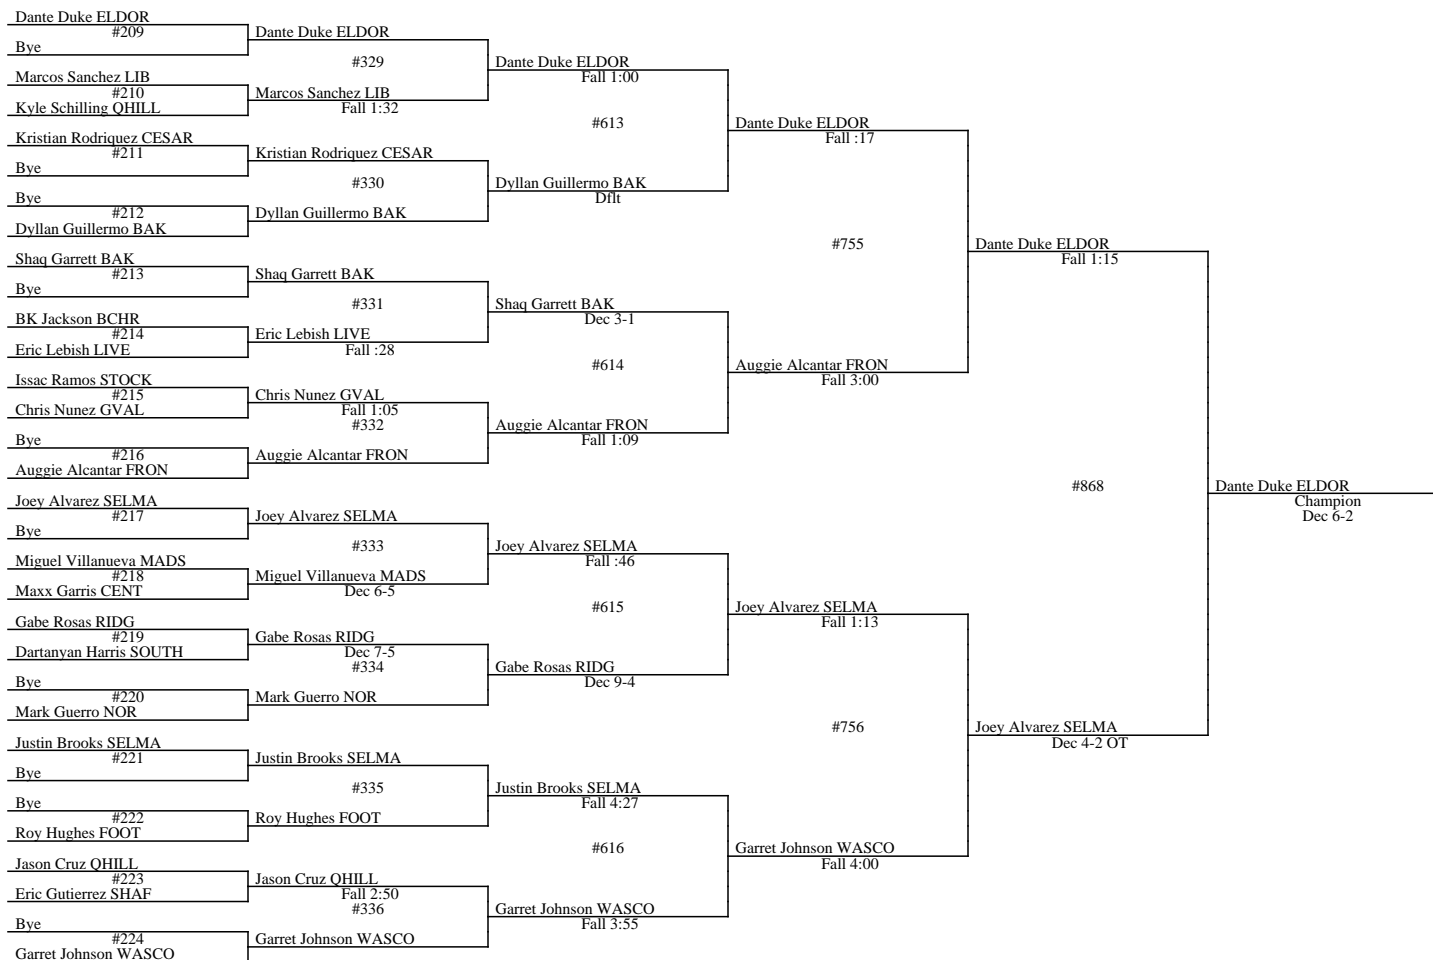 Dante Duke ELDOR
#209
Bye
Marcos Sanchez LIB
#210
Kyle Schilling QHILL
Kristian Rodriquez CESAR
#211
Bye
Bye
#212
Dyllan Guillermo BAK
Shaq Garrett BAK
#213
Bye
BK Jackson BCHR
#214
Eric Lebish LIVE
Issac Ramos STOCK
#215
Chris Nunez GVAL
Bye
#216
Auggie Alcantar FRON
Joey Alvarez SELMA
#217
Bye
Miguel Villanueva MADS
#218
Maxx Garris CENT
Gabe Rosas RIDG
#219
Dartanyan Harris SOUTH
Bye
#220
Mark Guerro NOR
Justin Brooks SELMA
#221
Bye
Bye
#222
Roy Hughes FOOT
Jason Cruz QHILL
#223
Eric Gutierrez SHAF
Bye
#224
Garret Johnson WASCO
Dante Duke ELDOR
#329
Marcos Sanchez LIB
Fall 1:32
Kristian Rodriquez CESAR
#330
Dyllan Guillermo BAK
Shaq Garrett BAK
#331
Eric Lebish LIVE
Fall :28
Chris Nunez GVAL
Fall 1:05
#332
Auggie Alcantar FRON
Joey Alvarez SELMA
#333
Miguel Villanueva MADS
Dec 6-5
Gabe Rosas RIDG
Dec 7-5
#334
Mark Guerro NOR
Justin Brooks SELMA
#335
Roy Hughes FOOT
Jason Cruz QHILL
Fall 2:50
#336
Garret Johnson WASCO
Dante Duke ELDOR
Fall 1:00
#613
Dyllan Guillermo BAK
Dflt
Shaq Garrett BAK
Dec 3-1
#614
Auggie Alcantar FRON
Fall 1:09
Joey Alvarez SELMA
Fall :46
#615
Gabe Rosas RIDG
Dec 9-4
Justin Brooks SELMA
Fall 4:27
#616
Garret Johnson WASCO
Fall 3:55
Dante Duke ELDOR
Fall :17
#755
Auggie Alcantar FRON
Fall 3:00
Joey Alvarez SELMA
Fall 1:13
#756
Garret Johnson WASCO
Fall 4:00
Dante Duke ELDOR
Fall 1:15
#868
Joey Alvarez SELMA
Dec 4-2 OT
Dante Duke ELDOR
Champion
Dec 6-2